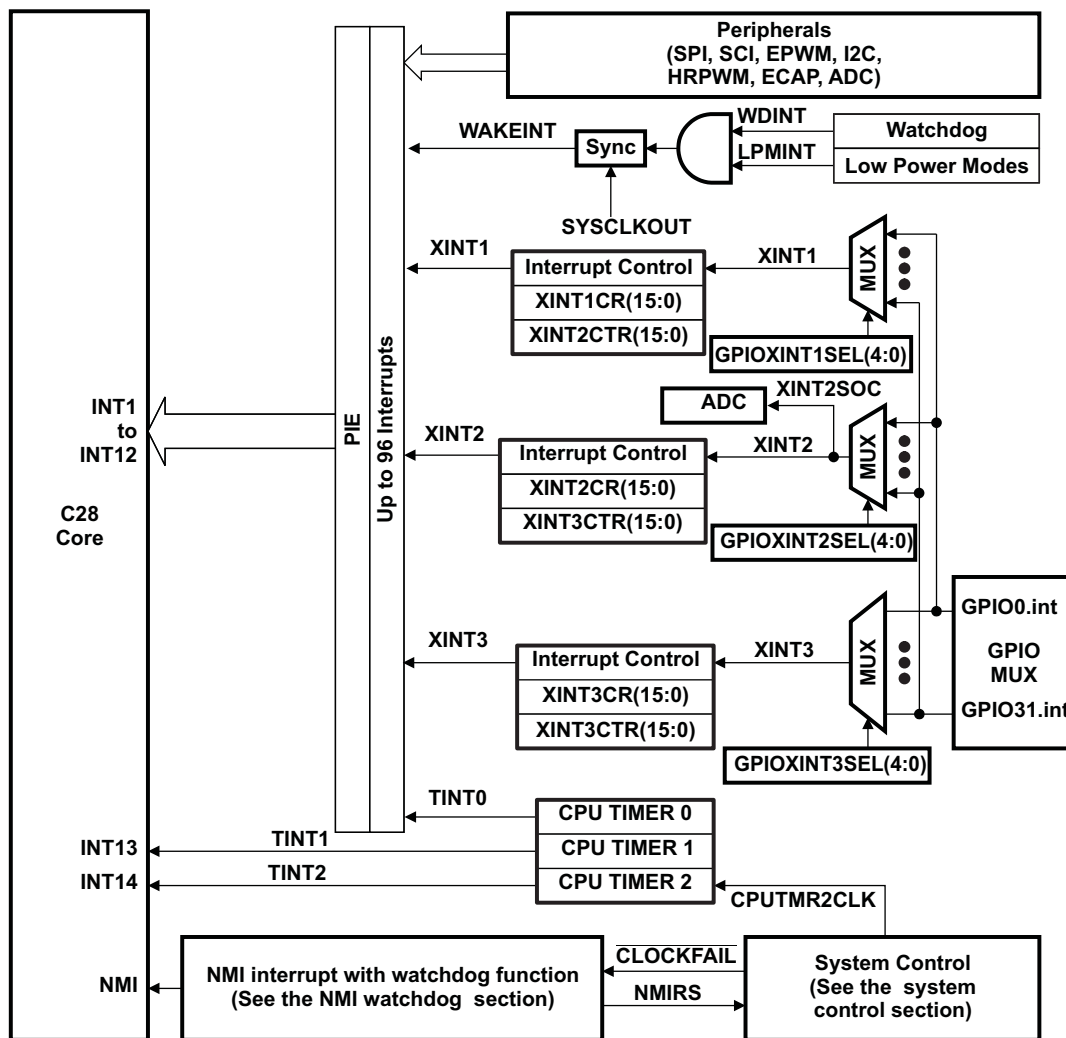 Peripherals
(SPI, SCI, EPWM, I2C,
HRPWM, ECAP, ADC)
WDINT
WAKEINT
Sync
Watchdog
LPMINT
Low Power Modes
SYSCLKOUT
XINT1
Interrupt Control
XINT1
MUX
XINT1CR(15:0)
XINT2CTR(15:0)
GPIOXINT1SEL(4:0)
PIE
Up to 96 Interrupts
INT1
to
INT12
ADC
XINT2SOC
XINT2
Interrupt Control
XINT2
MUX
XINT2CR(15:0)
XINT3CTR(15:0)
GPIOXINT2SEL(4:0)
C28
Core
GPIO0.int
GPIO
MUX
GPIO31.int
XINT3
Interrupt Control
XINT3
MUX
XINT3CR(15:0)
XINT3CTR(15:0)
GPIOXINT3SEL(4:0)
TINT0
CPU TIMER 0
INT13
TINT1
CPU TIMER 1
INT14
TINT2
CPU TIMER 2
CPUTMR2CLK
NMI
NMI interrupt with watchdog function
(See the NMI watchdog section)
CLOCKFAIL
NMIRS
System Control
(See the system
control section)